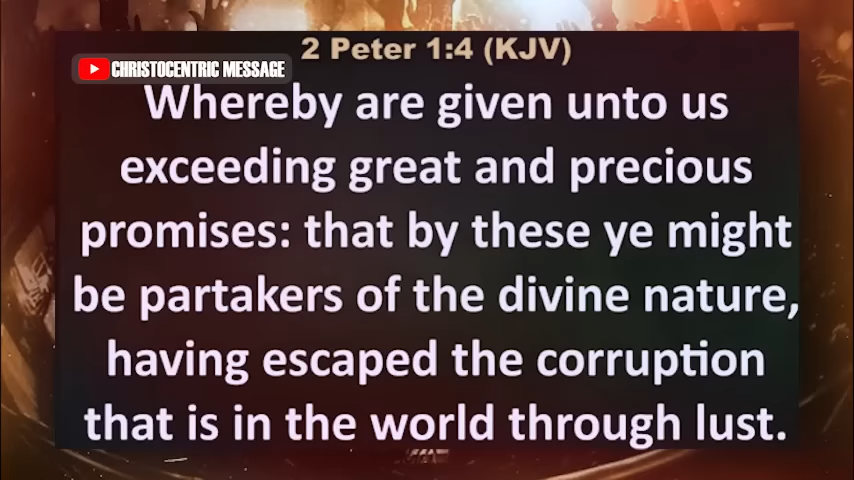 2 Peter 1:4 (KJV)
CHRISTOCENTRIC MESSAGE
Whereby are given unto us
exceeding great and precious
promises: that by these ye might
be partakers of the divine nature,
having escaped the corruption
that is in the world through lust.